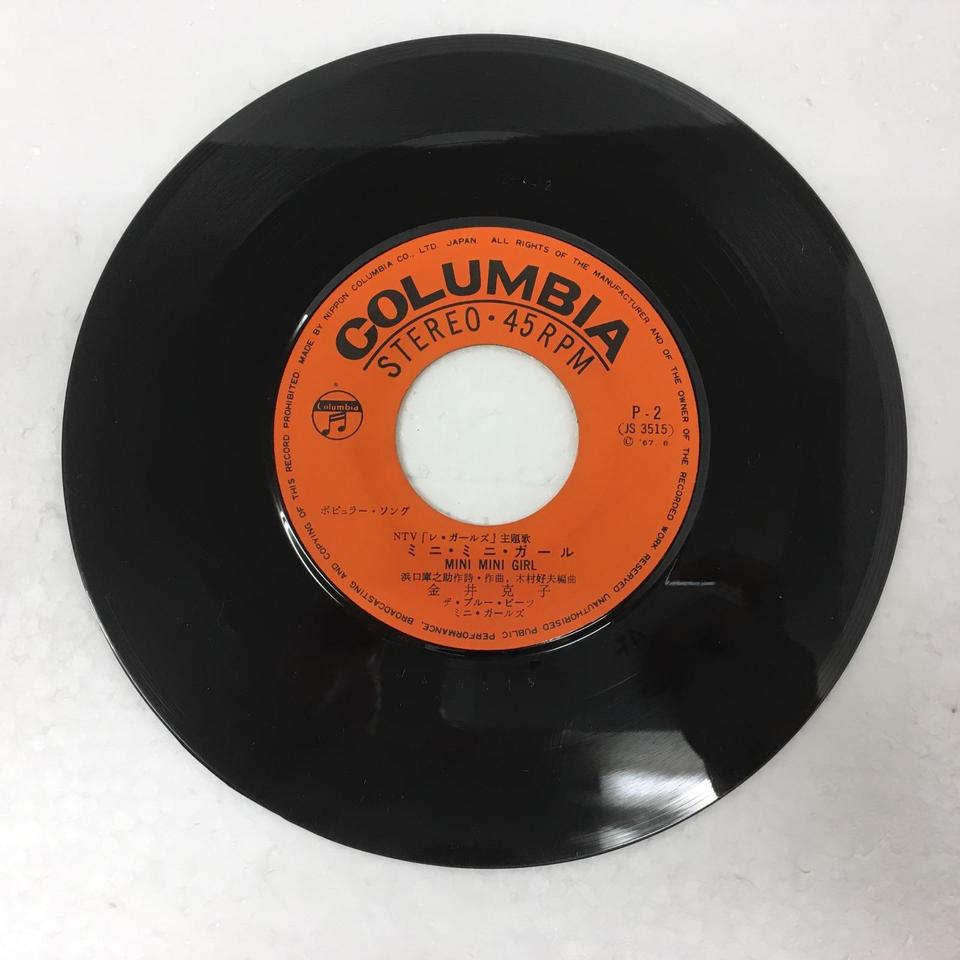 MADE BY NIPPON COLUMBIA CO., LTD. JAPAN. ALL RIGHTS OF THE MANUFACTURER AND OF THE OWNER OF THE RECORDED WORK RESERVED UNAUTHORISED PUBLIC PERFORMANCE, BROADCASTING AND COPYING OF THIS RECORD PROHIBITED.
COLUMBIA
STEREO・45RPM
Columbia
P-2
(JS 3515)
© '67. 6
ポピュラー・ソング
NTV「レ・ガールズ」主題歌
ミニ・ミニ・ガール
MINI MINI GIRL
浜口庫之助作詩・作曲, 木村好夫編曲
金井克子
ザ・ブルー・ビーツ
ミニ・ガールズ